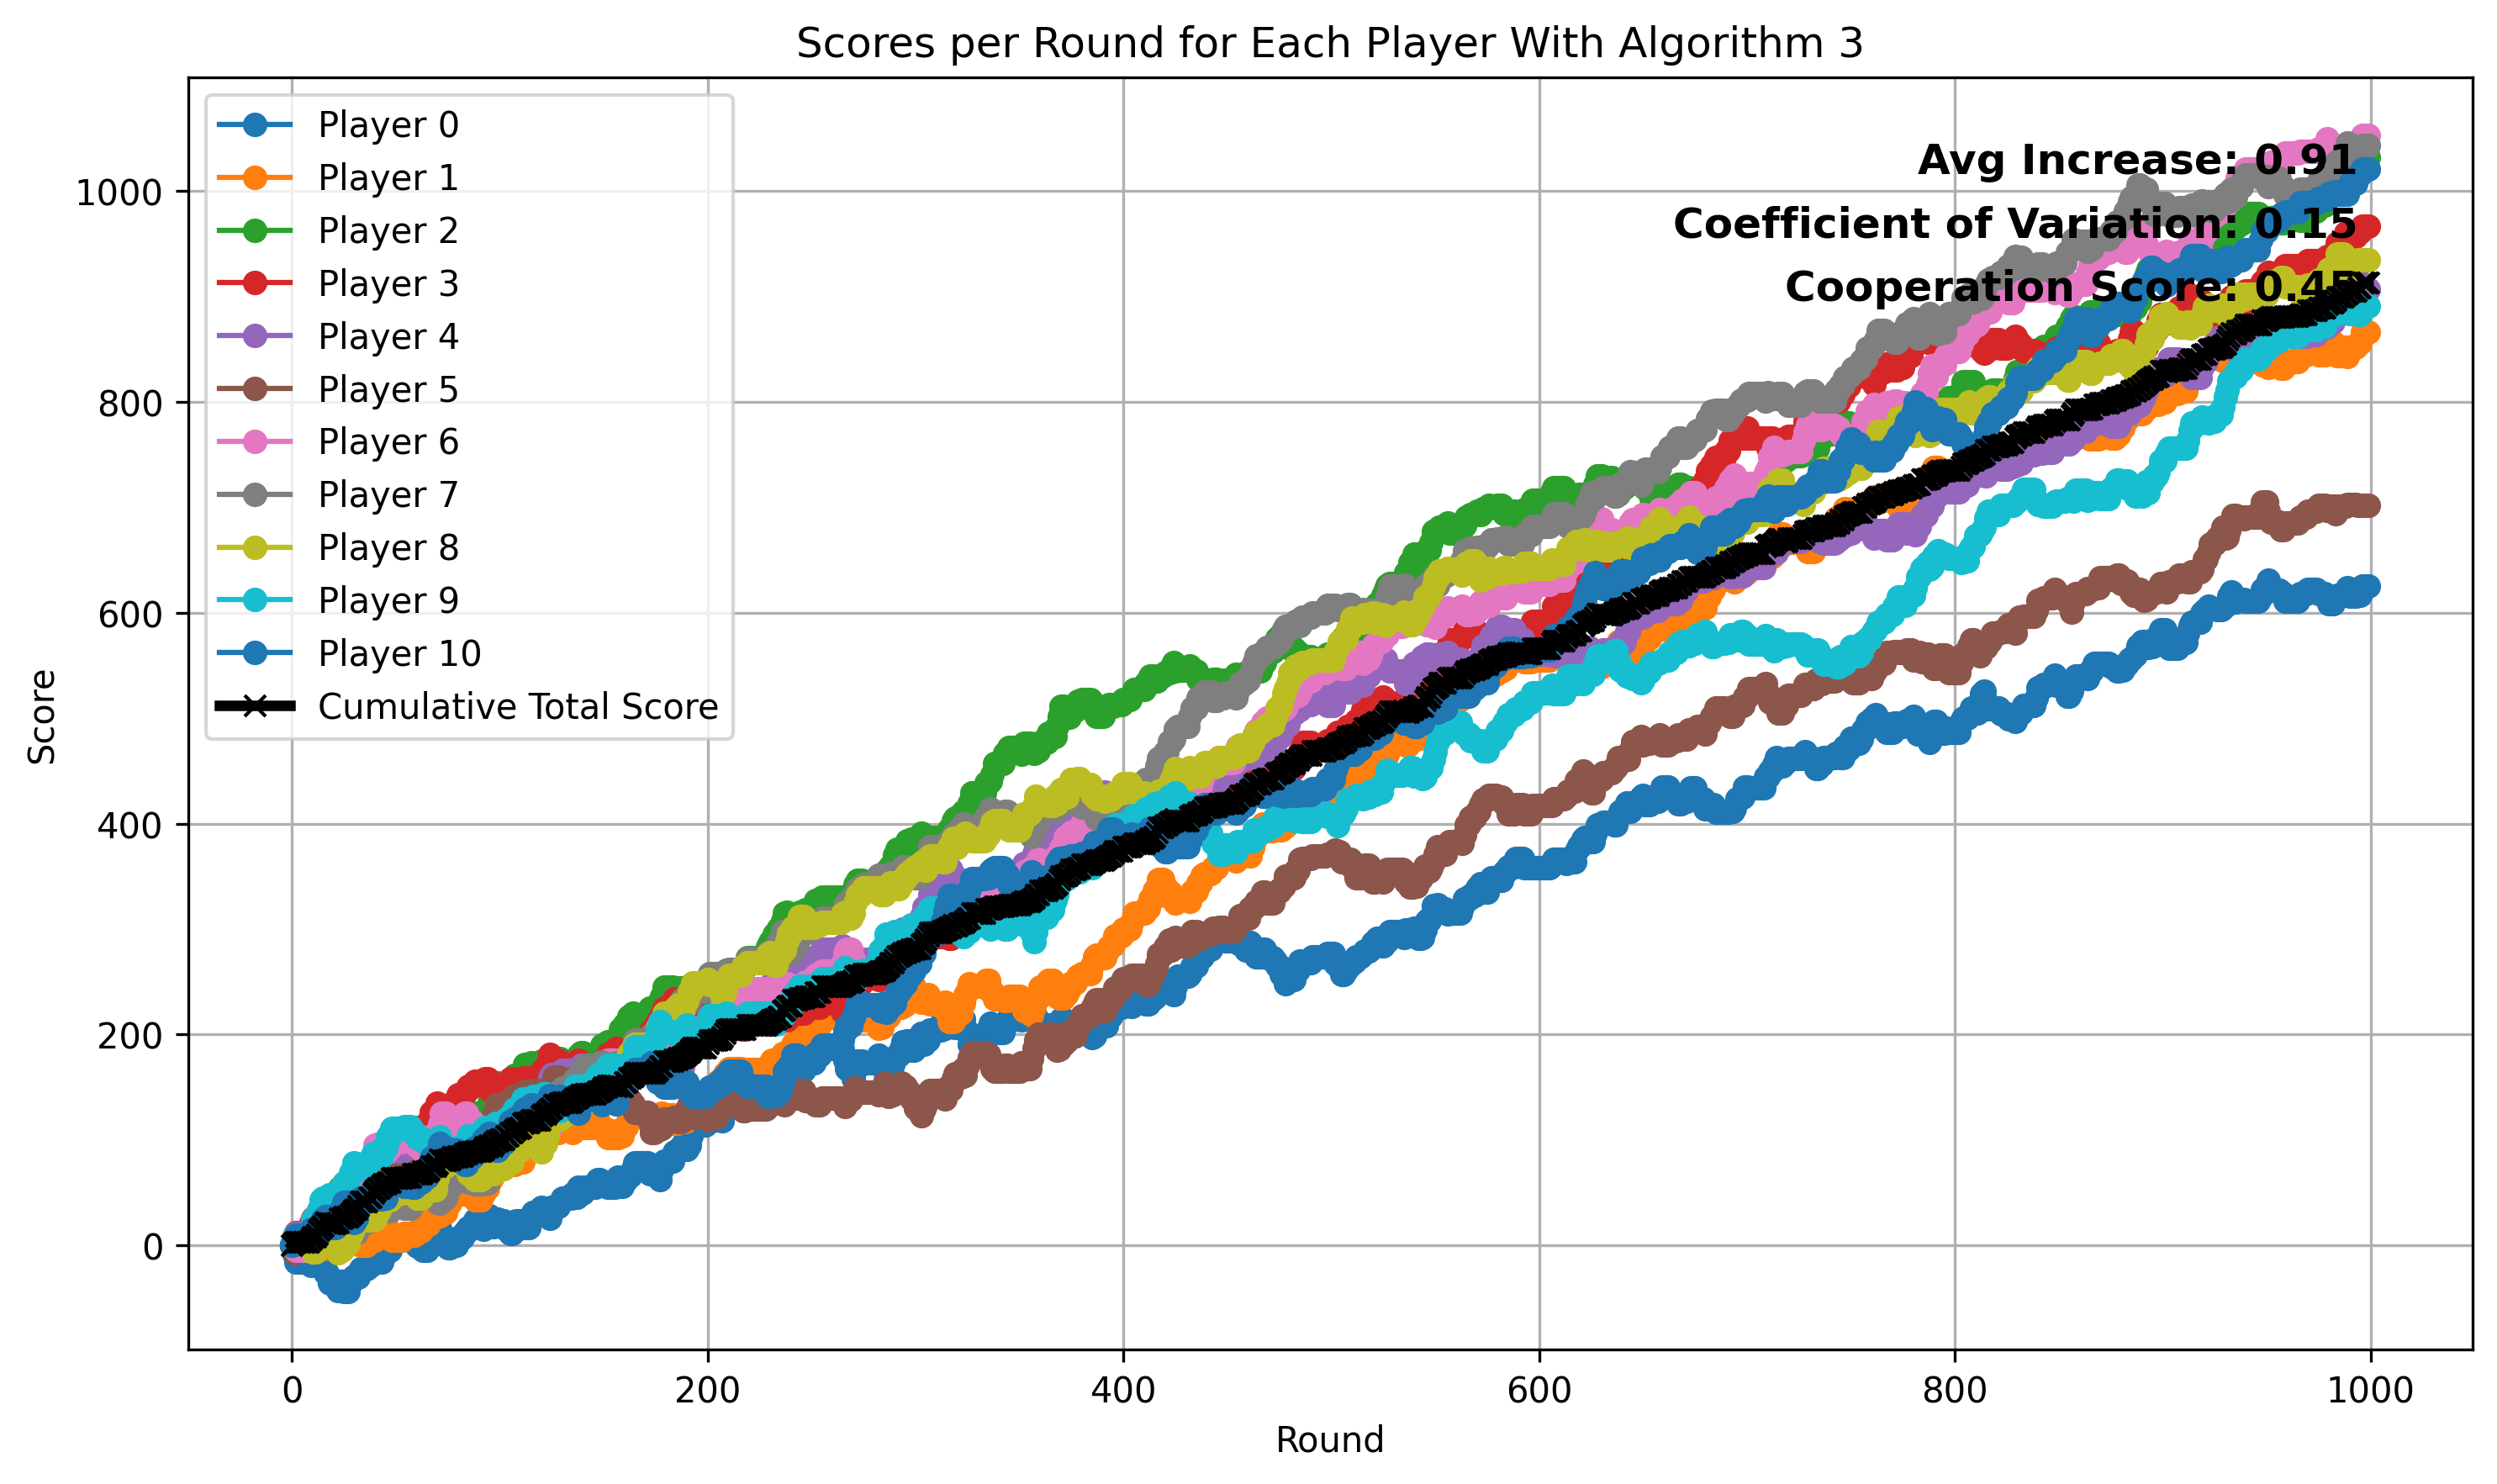 Scores per Round for Each Player With Algorithm 3
Player 0
Player 1
Player 2
Player 3
Player 4
Player 5
Player 6
Player 7
Player 8
Player 9
Player 10
Cumulative Total Score
Avg Increase: 0.91
Coefficient of Variation: 0.15
Cooperation Score: 0.45
1000
800
600
400
200
0
Score
0
200
400
600
800
1000
Round